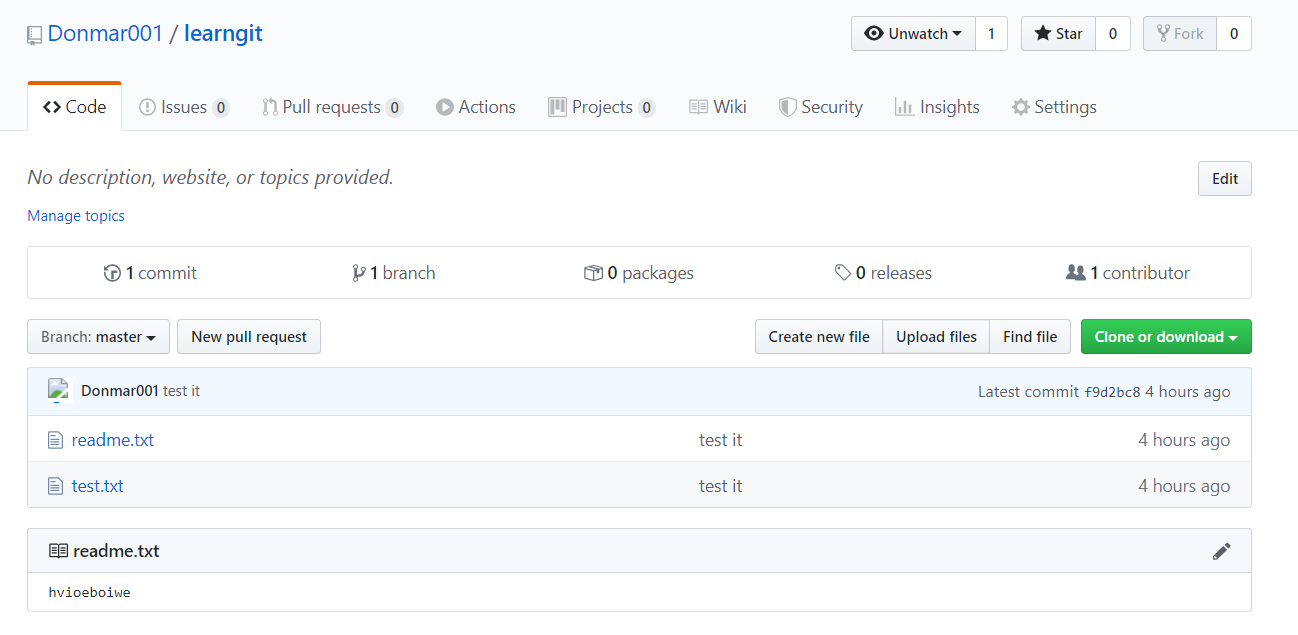 Donmar001 / learngit
Unwatch 1 Star 0 Fork 0
Code Issues 0 Pull requests 0 Actions Projects 0 Wiki Security Insights Settings
No description, website, or topics provided.
Edit
Manage topics
1 commit 1 branch 0 packages 0 releases 1 contributor
Branch: master New pull request Create new file Upload files Find file Clone or download
Donmar001 test it Latest commit f9d2bc8 4 hours ago
readme.txt test it 4 hours ago
test.txt test it 4 hours ago
readme.txt
hvioeboiwe